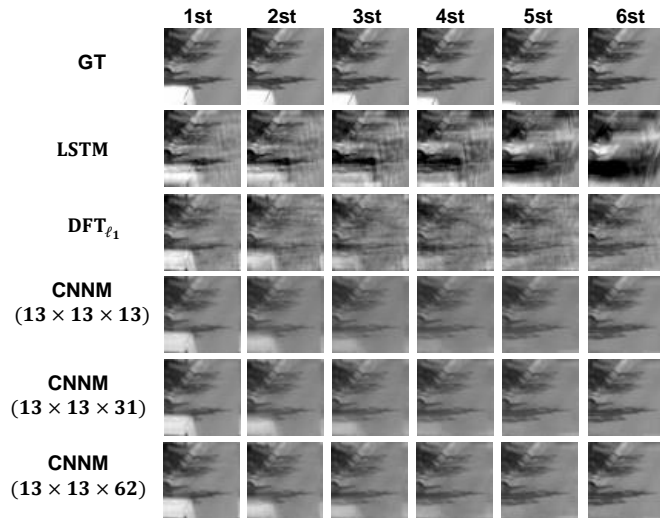 1st 2st 3st 4st 5st 6st
GT
LSTM
DFTℓ₁
CNNM
(13 × 13 × 13)
CNNM
(13 × 13 × 31)
CNNM
(13 × 13 × 62)